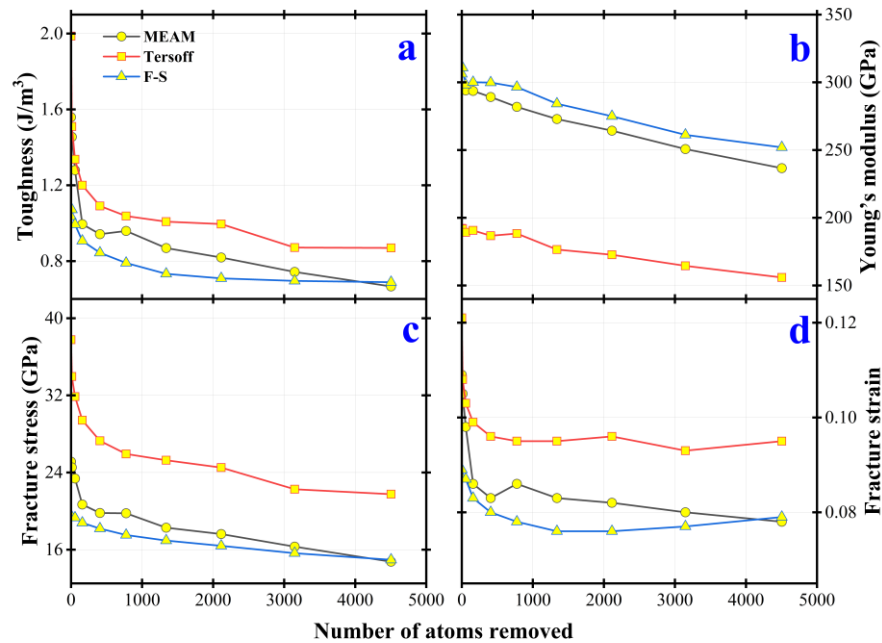 MEAM
Tersoff
F-S
a
b
c
d
Toughness (J/m³)
2.0
1.6
1.2
0.8
Young's modulus (GPa)
350
300
250
200
150
Fracture stress (GPa)
40
32
24
16
Fracture strain
0.12
0.10
0.08
0 1000 2000 3000 4000 5000
0 1000 2000 3000 4000 5000
Number of atoms removed